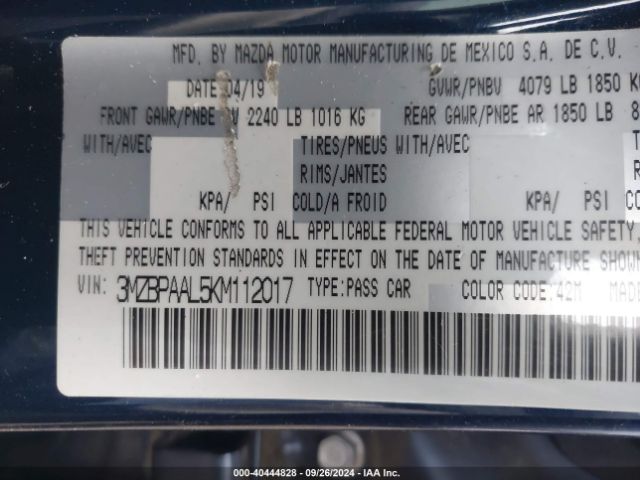 MFD. BY MAZDA MOTOR MANUFACTURING DE MEXICO S.A. DE C.V.
DATE 04/19 GVWR/PNBV 4079 LB 1850 KG
FRONT GAWR/PNBE AV 2240 LB 1016 KG REAR GAWR/PNBE AR 1850 LB 8
WITH/AVEC TIRES/PNEUS WITH/AVEC
RIMS/JANTES
KPA/ PSI COLD/A FROID KPA/ PSI
THIS VEHICLE CONFORMS TO ALL APPLICABLE FEDERAL MOTOR VEHICLE SAFETY,
THEFT PREVENTION STANDARDS IN EFFECT ON THE DATE OF MANUFACTURE SHOWN
VIN: 3MZBPAAL5KM112017 TYPE:PASS CAR COLOR CODE:42M MADE
000-40444828 - 09/26/2024 - IAA Inc.